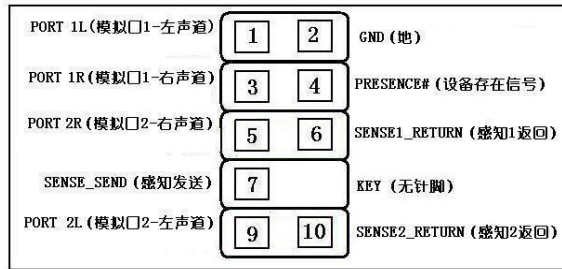 PORT 1L(模拟口1-左声道) 1 2 GND(地)
PORT 1R(模拟口1-右声道) 3 4 PRESENCE#(设备存在信号)
PORT 2R(模拟口2-右声道) 5 6 SENSE1_RETURN(感知1返回)
SENSE_SEND(感知发送) 7 KEY(无针脚)
PORT 2L(模拟口2-左声道) 9 10 SENSE2_RETURN(感知2返回)